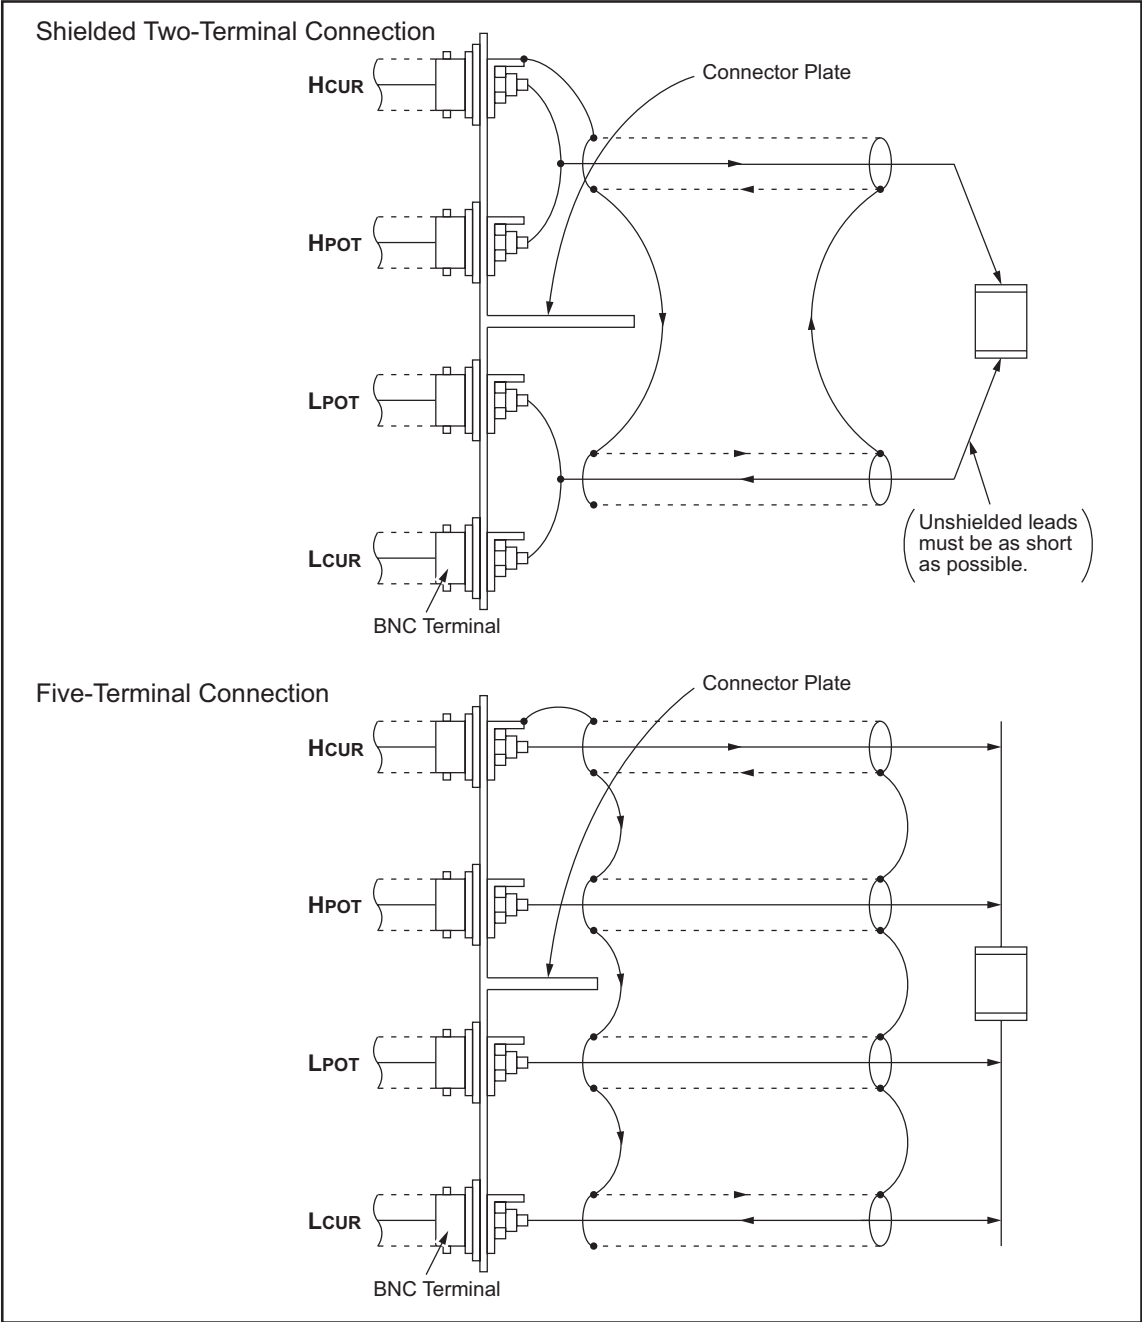 Shielded Two-Terminal Connection
Connector Plate
HCUR
HPOT
LPOT
LCUR
(Unshielded leads
must be as short
as possible.)
BNC Terminal
Five-Terminal Connection
Connector Plate
HCUR
HPOT
LPOT
LCUR
BNC Terminal